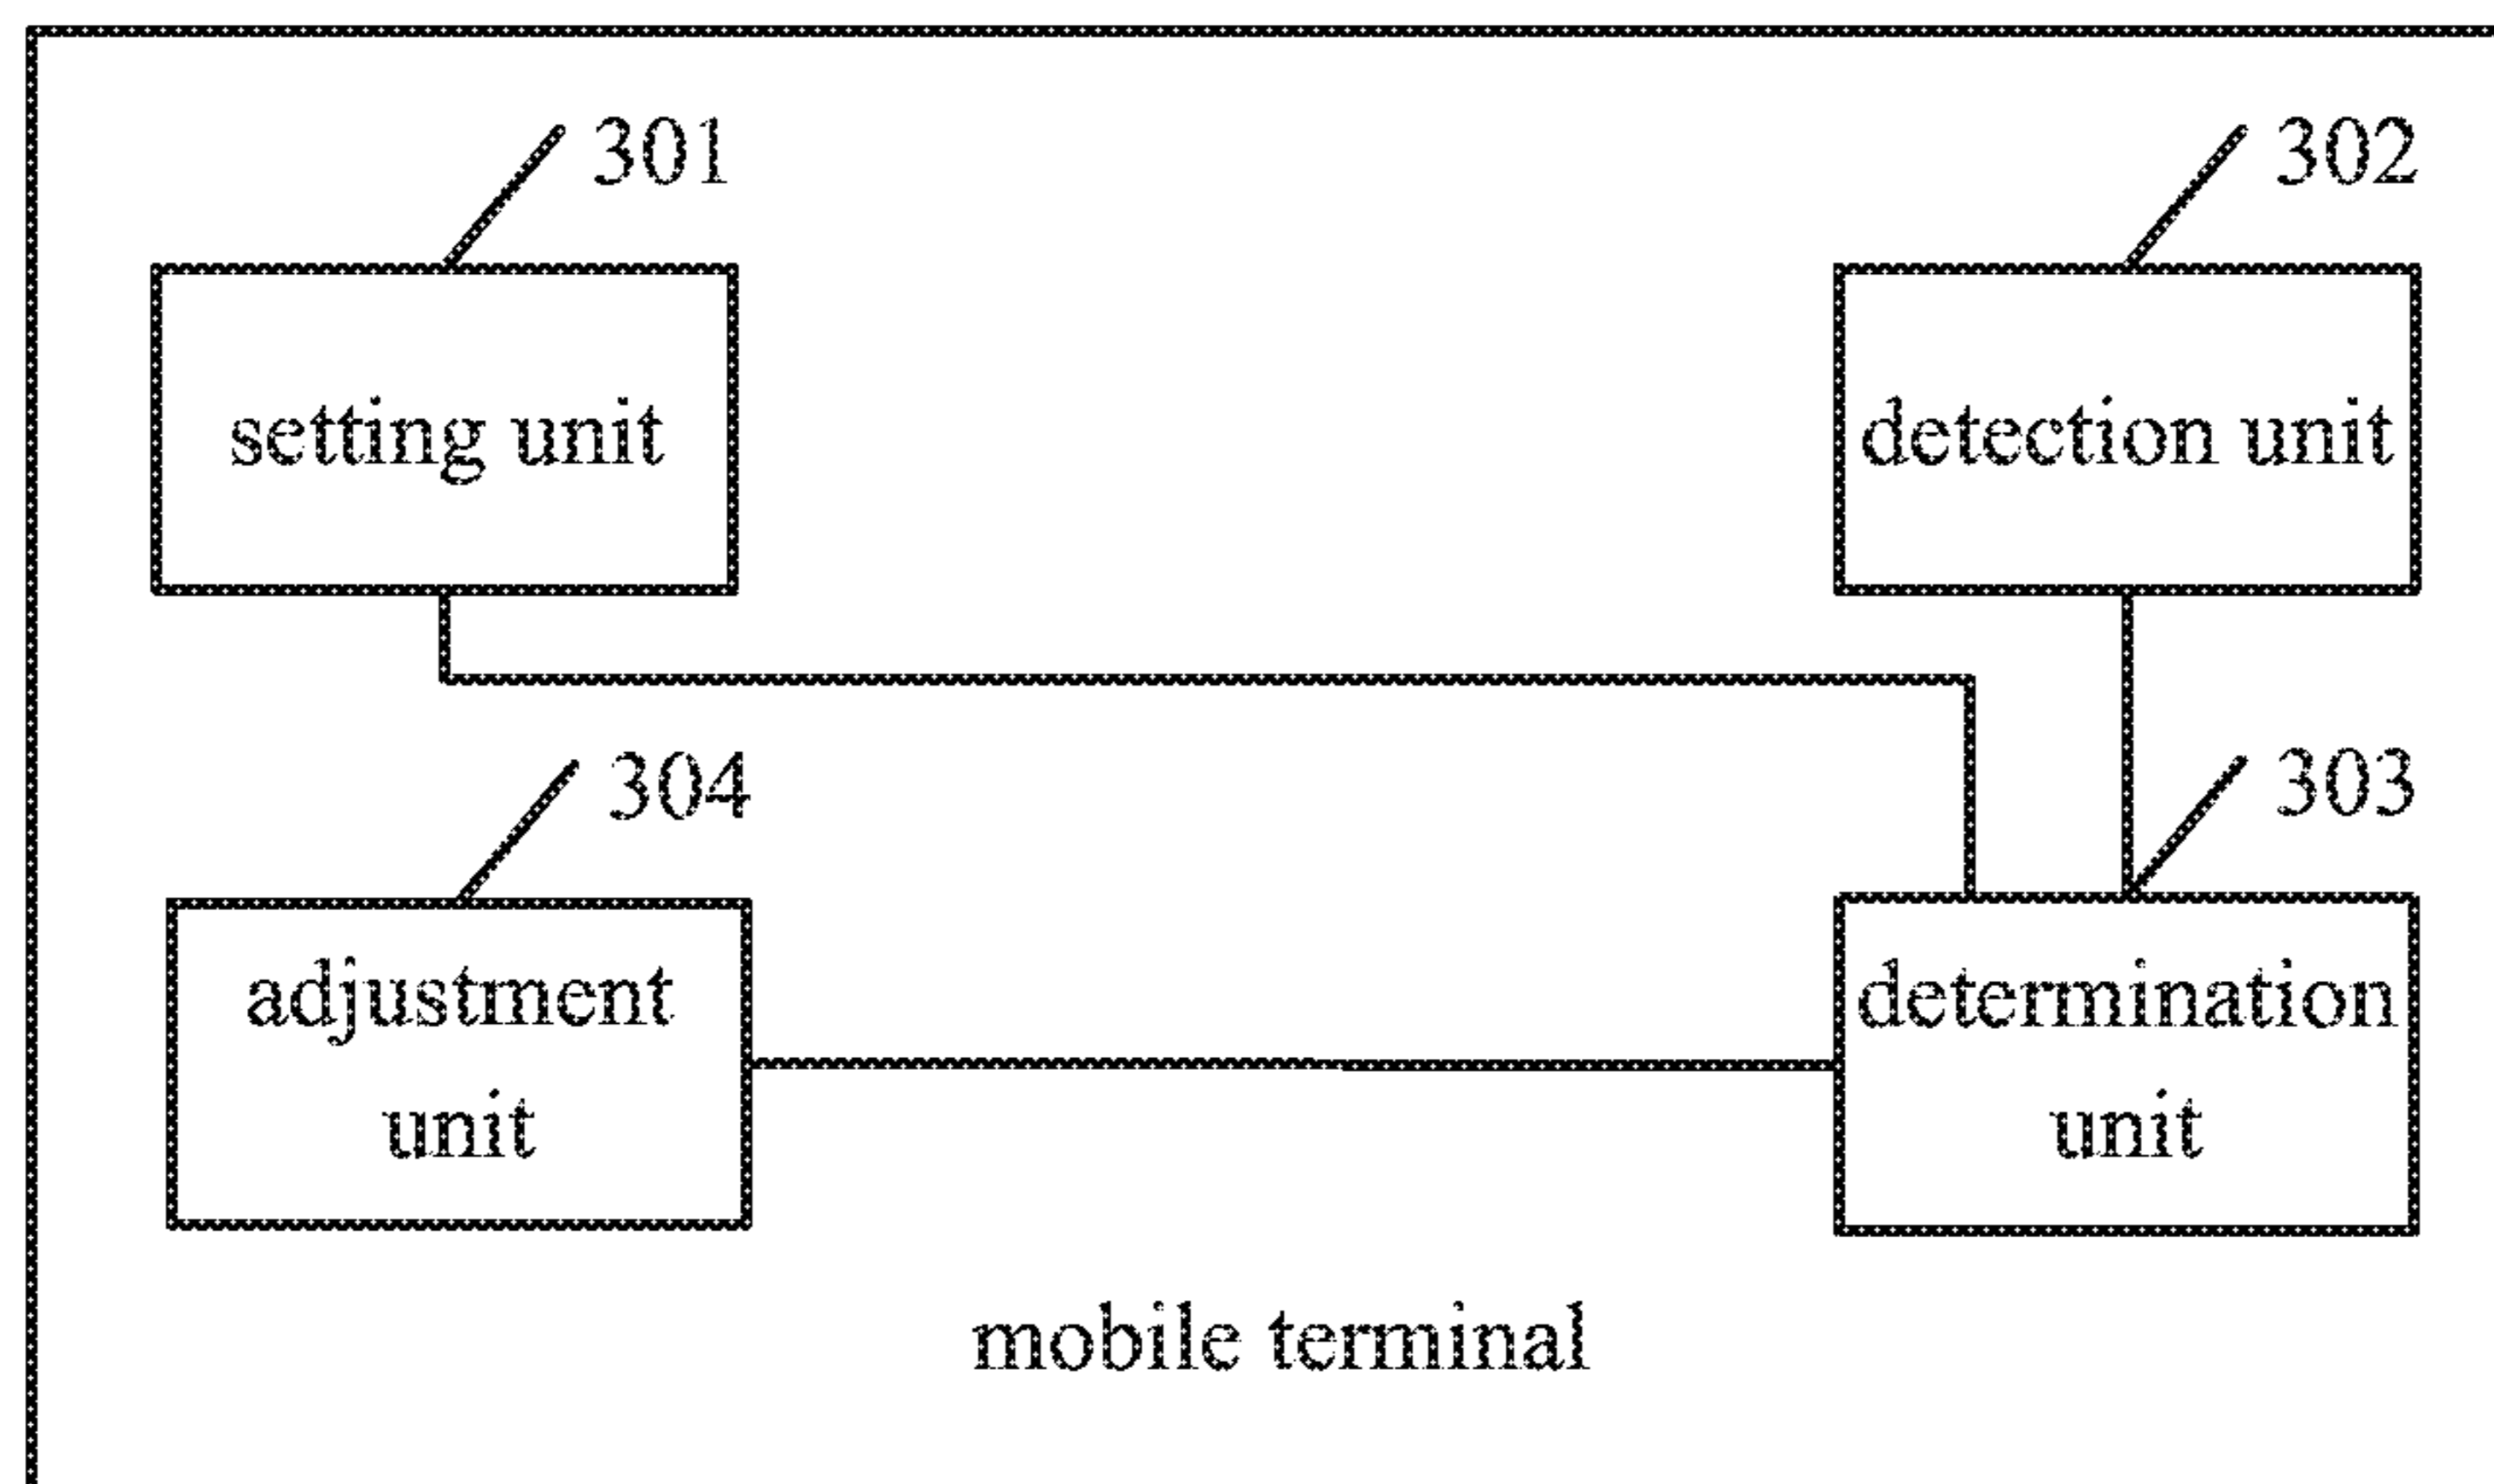 301
302
setting unit
detection unit
304
303
adjustment
unit
determination
unit
mobile terminal